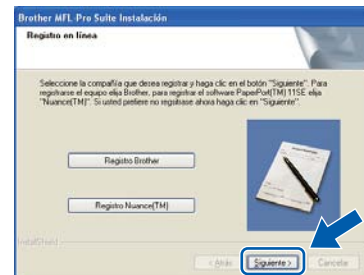 Brother MFL-Pro Suite Instalación
Registro en línea
Seleccione la compañía que desea registrar y haga clic en el botón "Siguiente". Para
registrarse el equipo elija Brother, para registrar el software PaperPort(TM) 11SE elija
"Nuance(TM)". Si usted prefiere no registrase ahora haga clic en "Siguiente".
Registro Brother
Registro Nuance(TM)
InstallShield
< Atrás
Siguiente >
Cancelar